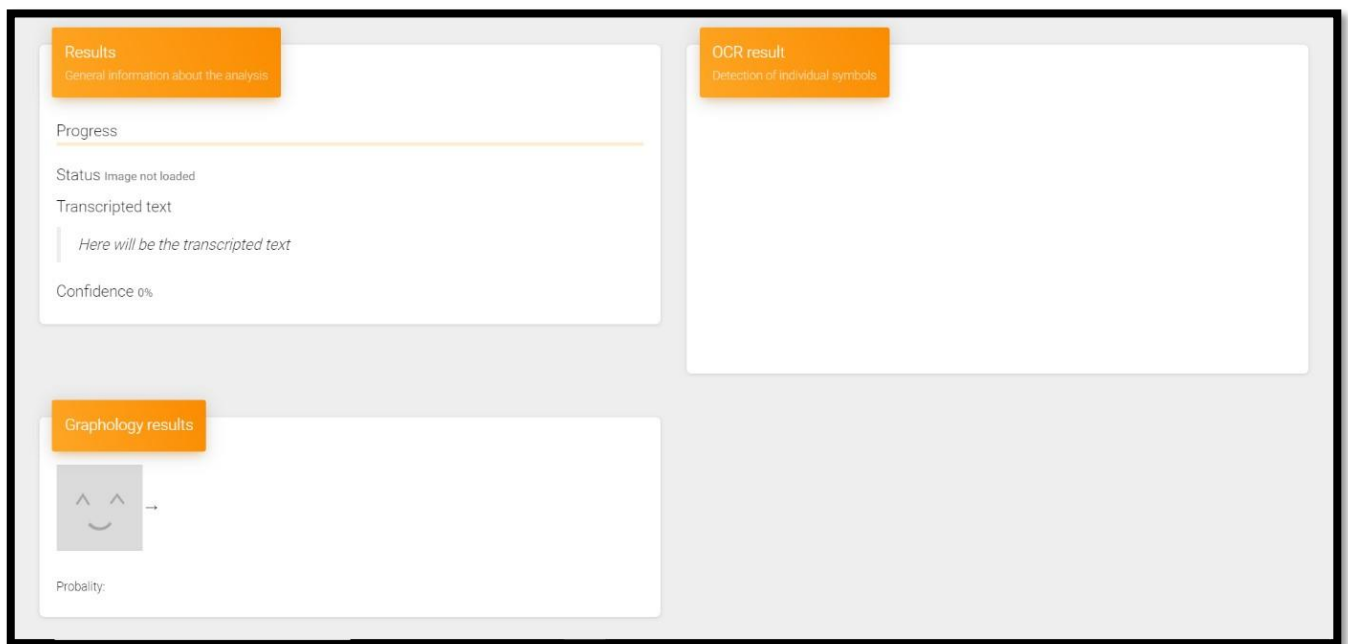 Results
General information about the analysis
Progress
Status Image not loaded
Transcripted text
Here will be the transcripted text
Confidence 0%
OCR result
Detection of individual symbols
Graphology results
→
Probality: